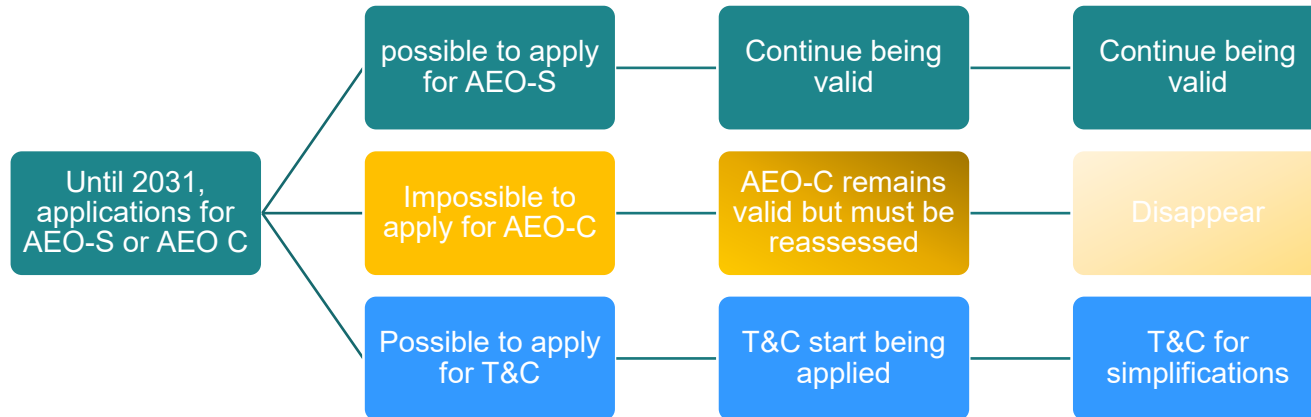 possible to apply
for AEO-S
Continue being
valid
Continue being
valid
Until 2031,
applications for
AEO-S or AEO C
Impossible to
apply for AEO-C
AEO-C remains
valid but must be
reassessed
Disappear
Possible to apply
for T&C
T&C start being
applied
T&C for
simplifications